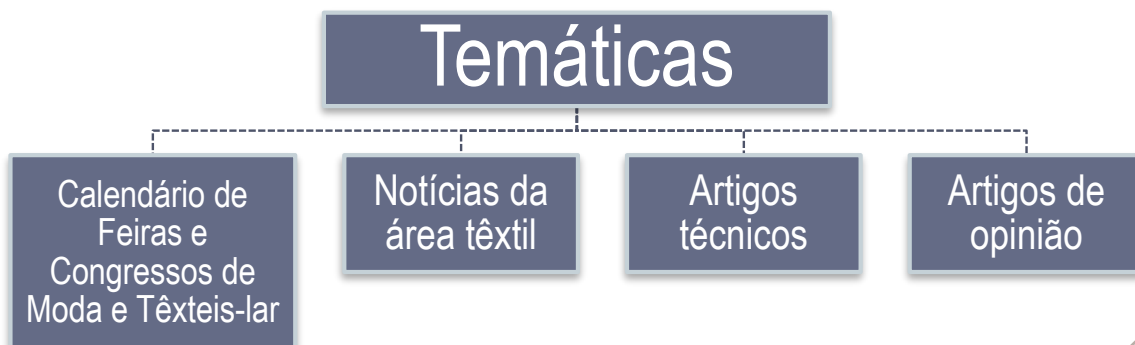 Temáticas
Calendário de
Feiras e
Congressos de
Moda e Têxteis-lar
Notícias da
área têxtil
Artigos
técnicos
Artigos de
opinião